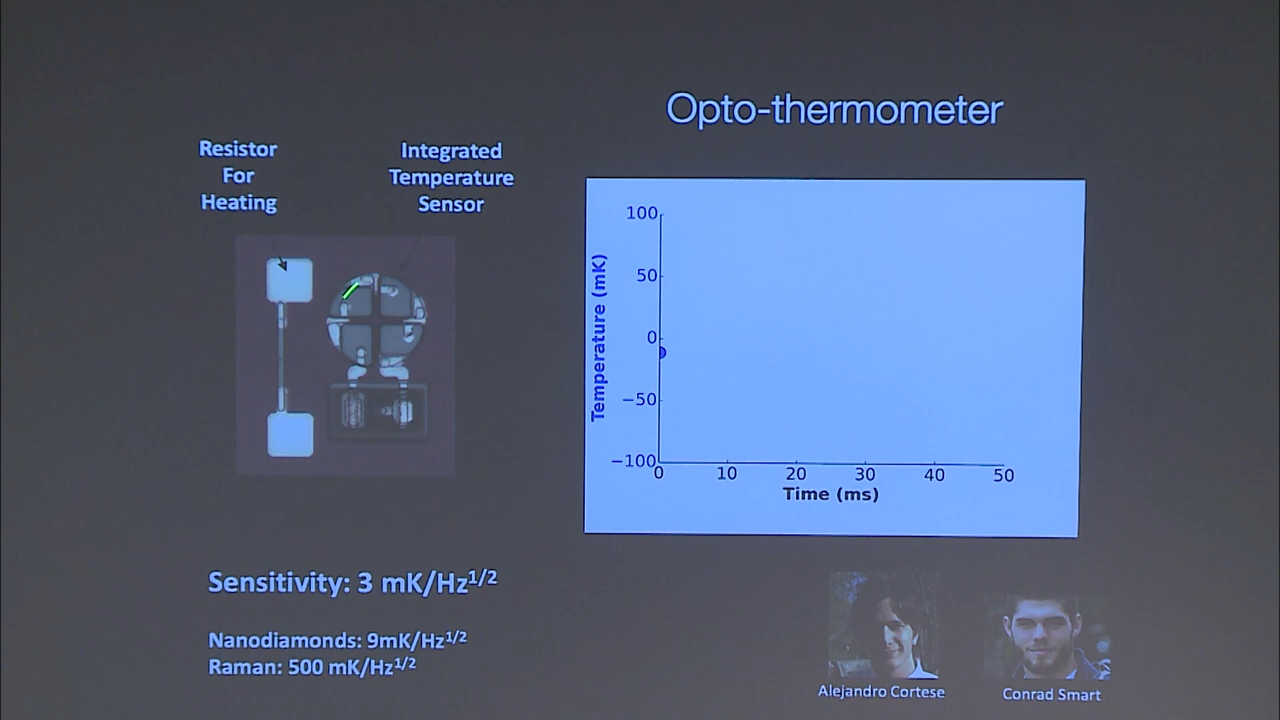 Opto-thermometer
Resistor
For
Heating
Integrated
Temperature
Sensor
100
50
0
−50
−100
Temperature (mK)
0 10 20 30 40 50
Time (ms)
Sensitivity: 3 mK/Hz^1/2
Nanodiamonds: 9mK/Hz^1/2
Raman: 500 mK/Hz^1/2
Alejandro Cortese
Conrad Smart